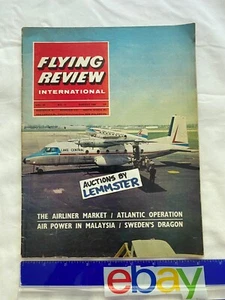 FLYING
REVIEW
INTERNATIONAL
LAKE CENTRAL
AUCTIONS BY
LEMMSTER
THE AIRLINER MARKET / ATLANTIC OPERATION
AIR POWER IN MALAYSIA / SWEDEN'S DRAGON
ebay